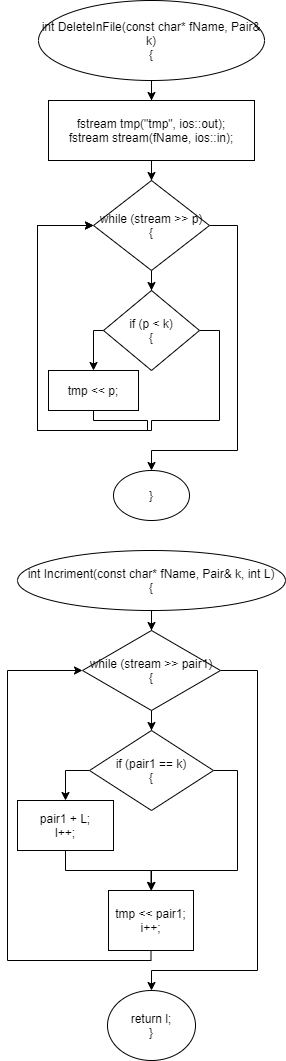 int DeleteInFile(const char* fName, Pair&
k)
{
fstream tmp("tmp", ios::out);
fstream stream(fName, ios::in);
while (stream >> p)
{
if (p < k)
{
tmp << p;
}
int Incriment(const char* fName, Pair& k, int L)
{
while (stream >> pair1)
{
if (pair1 == k)
{
pair1 + L;
l++;
tmp << pair1;
i++;
return l;
}